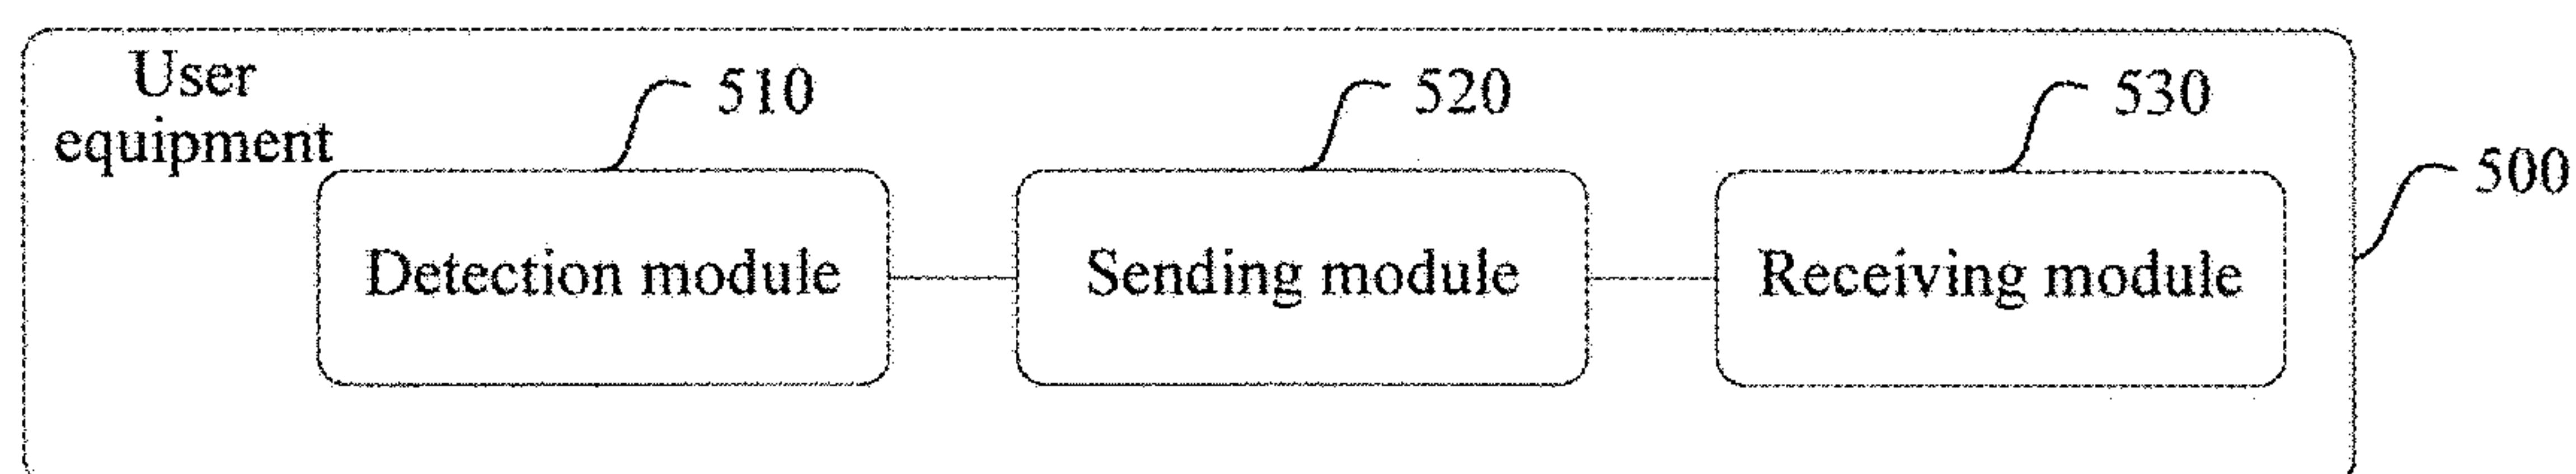 User
equipment
510
520
530
500
Detection module
Sending module
Receiving module